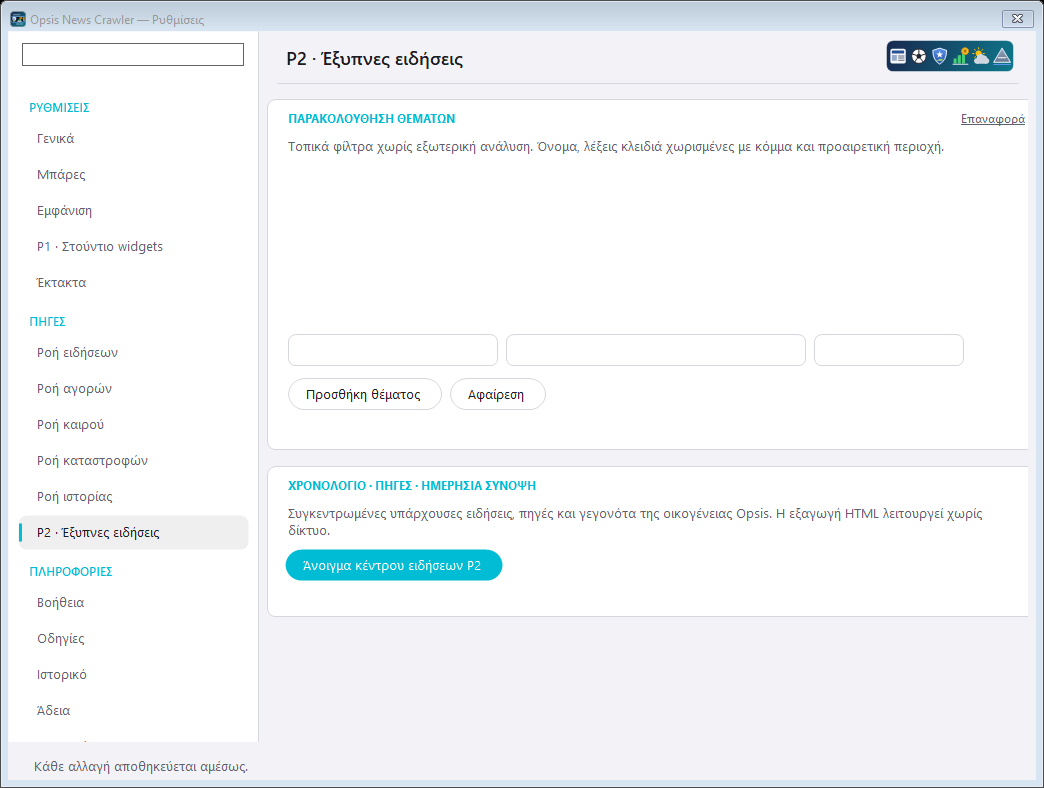 Opsis News Crawler — Ρυθμίσεις
ΡΥΘΜΙΣΕΙΣ
Γενικά
Μπάρες
Εμφάνιση
P1 · Στούντιο widgets
Έκτακτα
ΠΗΓΕΣ
Ροή ειδήσεων
Ροή αγορών
Ροή καιρού
Ροή καταστροφών
Ροή ιστορίας
P2 · Έξυπνες ειδήσεις
ΠΛΗΡΟΦΟΡΙΕΣ
Βοήθεια
Οδηγίες
Ιστορικό
Άδεια
P2 · Έξυπνες ειδήσεις
ΠΑΡΑΚΟΛΟΥΘΗΣΗ ΘΕΜΑΤΩΝ
Επαναφορά
Τοπικά φίλτρα χωρίς εξωτερική ανάλυση. Όνομα, λέξεις κλειδιά χωρισμένες με κόμμα και προαιρετική περιοχή.
Προσθήκη θέματος
Αφαίρεση
ΧΡΟΝΟΛΟΓΙΟ · ΠΗΓΕΣ · ΗΜΕΡΗΣΙΑ ΣΥΝΟΨΗ
Συγκεντρωμένες υπάρχουσες ειδήσεις, πηγές και γεγονότα της οικογένειας Opsis. Η εξαγωγή HTML λειτουργεί χωρίς
δίκτυο.
Άνοιγμα κέντρου ειδήσεων P2
Κάθε αλλαγή αποθηκεύεται αμέσως.